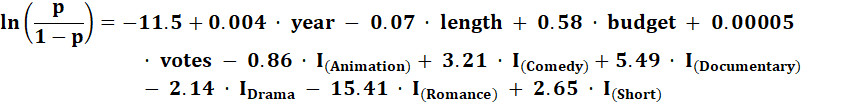 ln(p/(1 − p)) = −11.5 + 0.004 · year − 0.07 · length + 0.58 · budget + 0.00005
· votes − 0.86 · I(Animation) + 3.21 · I(Comedy) + 5.49 · I(Documentary)
− 2.14 · IDrama − 15.41 · I(Romance) + 2.65 · I(Short)